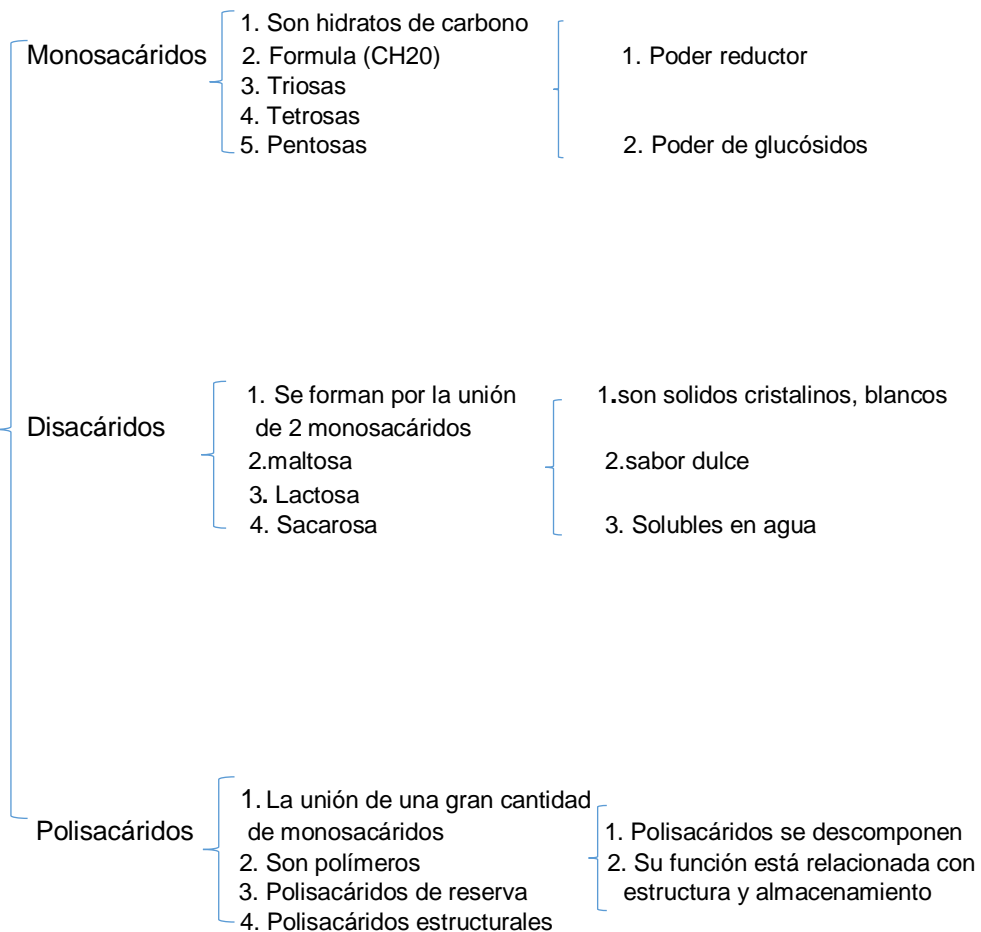 Monosacáridos
1. Son hidratos de carbono
2. Formula (CH20)
3. Triosas
4. Tetrosas
5. Pentosas
1. Poder reductor
2. Poder de glucósidos
Disacáridos
1. Se forman por la unión
de 2 monosacáridos
2.maltosa
3. Lactosa
4. Sacarosa
1.son solidos cristalinos, blancos
2.sabor dulce
3. Solubles en agua
Polisacáridos
1. La unión de una gran cantidad
de monosacáridos
2. Son polímeros
3. Polisacáridos de reserva
4. Polisacáridos estructurales
1. Polisacáridos se descomponen
2. Su función está relacionada con
estructura y almacenamiento